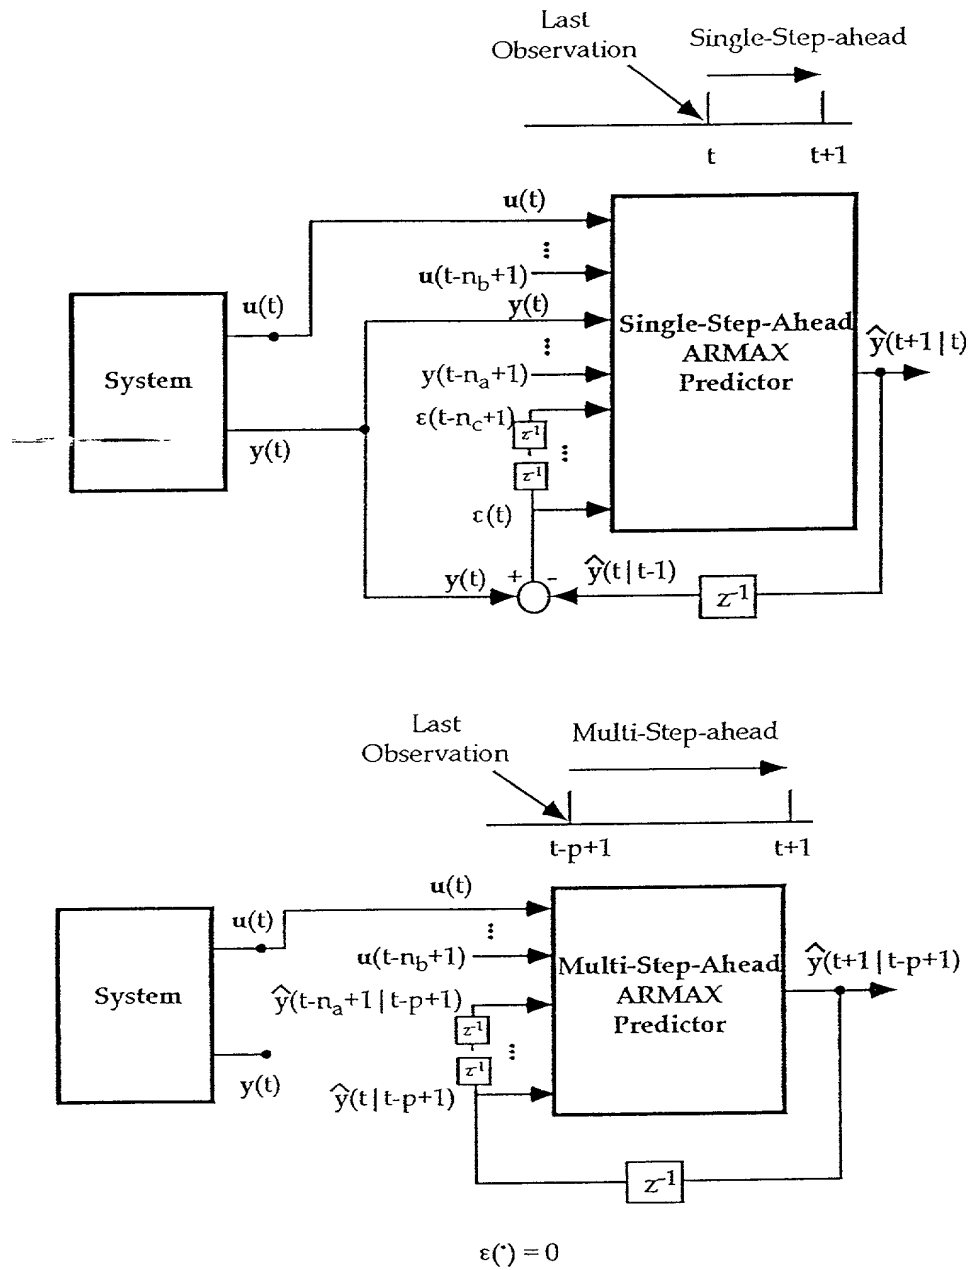 Last
Observation
Single-Step-ahead
t
t+1
u(t)
u(t-n_b+1)
y(t)
y(t-n_a+1)
ε(t-n_c+1)
z⁻¹
z⁻¹
ε(t)
System
u(t)
y(t)
Single-Step-Ahead
ARMAX
Predictor
ŷ(t+1|t)
y(t)
+
-
ŷ(t|t-1)
z⁻¹
Last
Observation
Multi-Step-ahead
t-p+1
t+1
u(t)
u(t-n_b+1)
ŷ(t-n_a+1|t-p+1)
z⁻¹
z⁻¹
ŷ(t|t-p+1)
System
u(t)
y(t)
Multi-Step-Ahead
ARMAX
Predictor
ŷ(t+1|t-p+1)
z⁻¹
ε(·) = 0